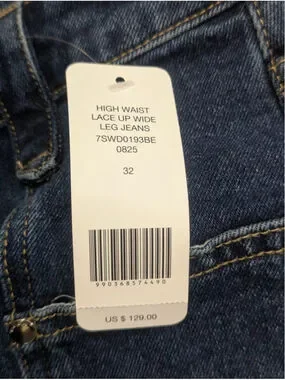 HIGH WAIST
LACE UP WIDE
LEG JEANS
7SWD0193BE
0825
32
990368574490
US $ 129.00